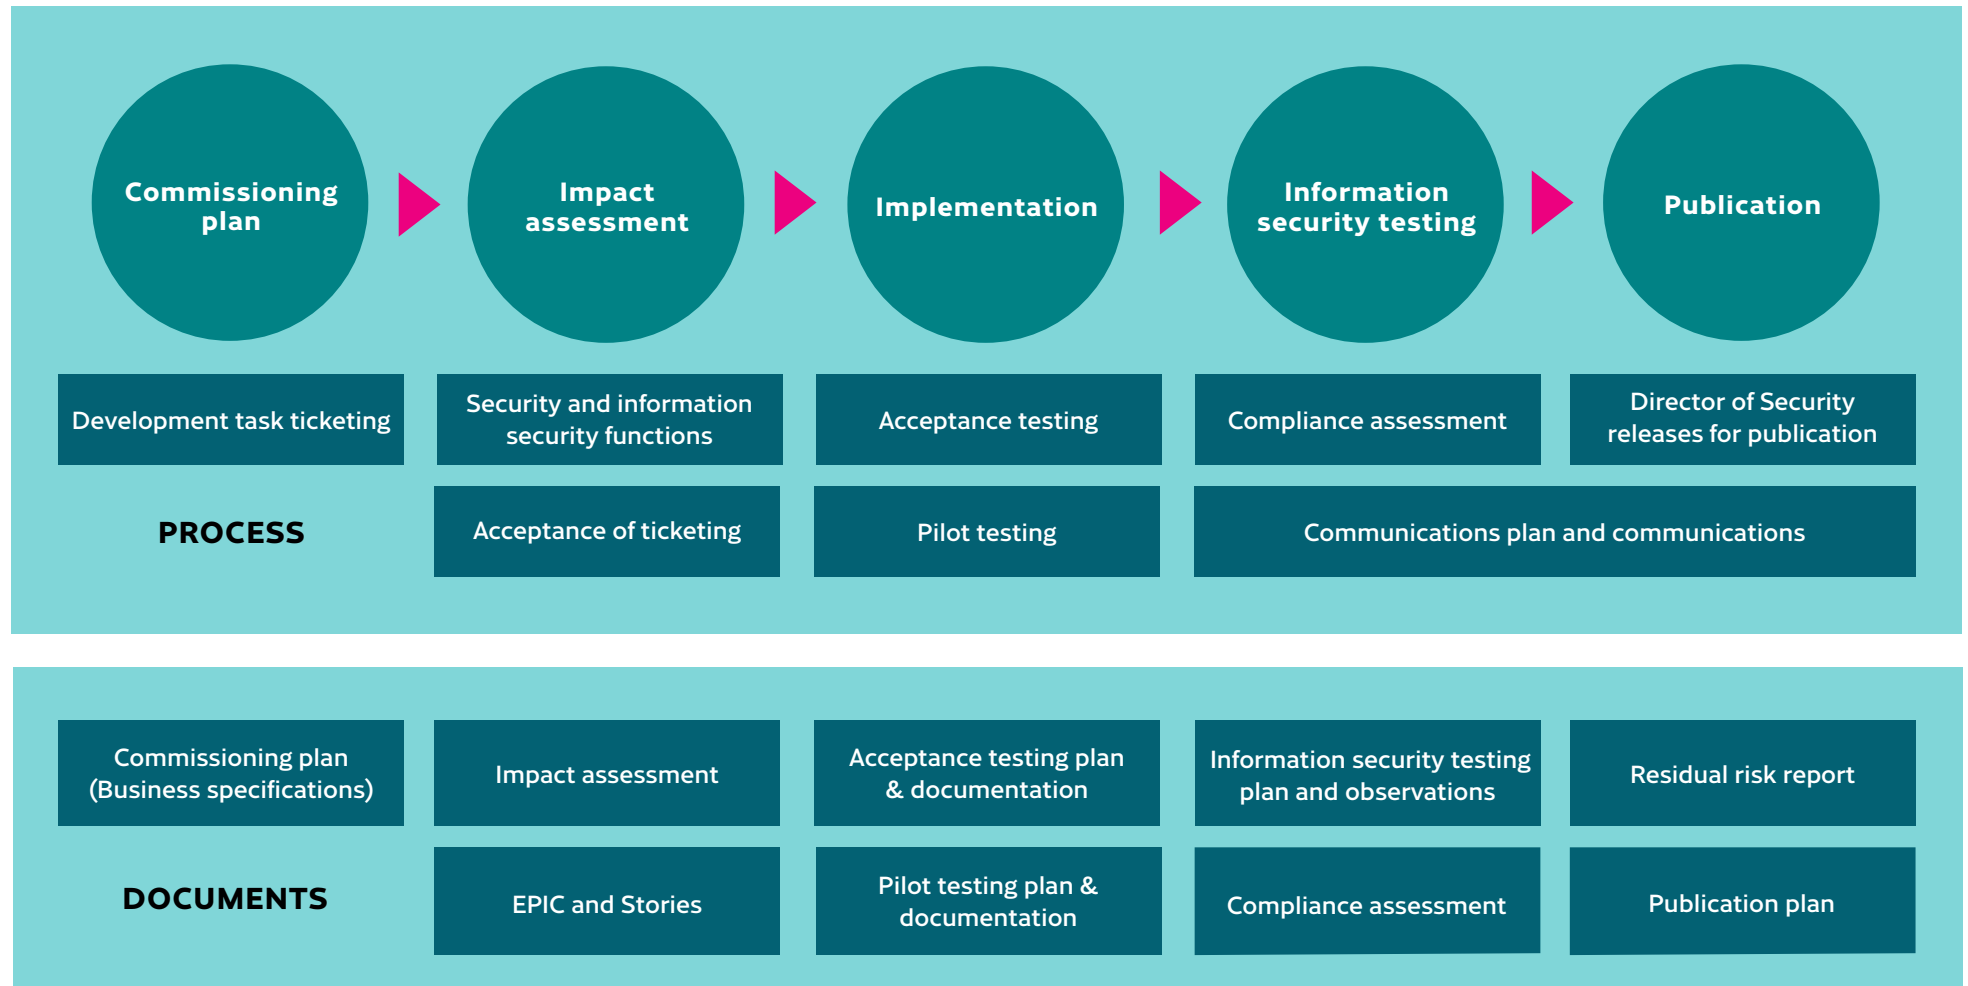 Commissioning
plan
Impact
assessment
Implementation
Information
security testing
Publication
Development task ticketing
Security and information
security functions
Acceptance testing
Compliance assessment
Director of Security
releases for publication
PROCESS
Acceptance of ticketing
Pilot testing
Communications plan and communications
Commissioning plan
(Business specifications)
Impact assessment
Acceptance testing plan
& documentation
Information security testing
plan and observations
Residual risk report
DOCUMENTS
EPIC and Stories
Pilot testing plan &
documentation
Compliance assessment
Publication plan